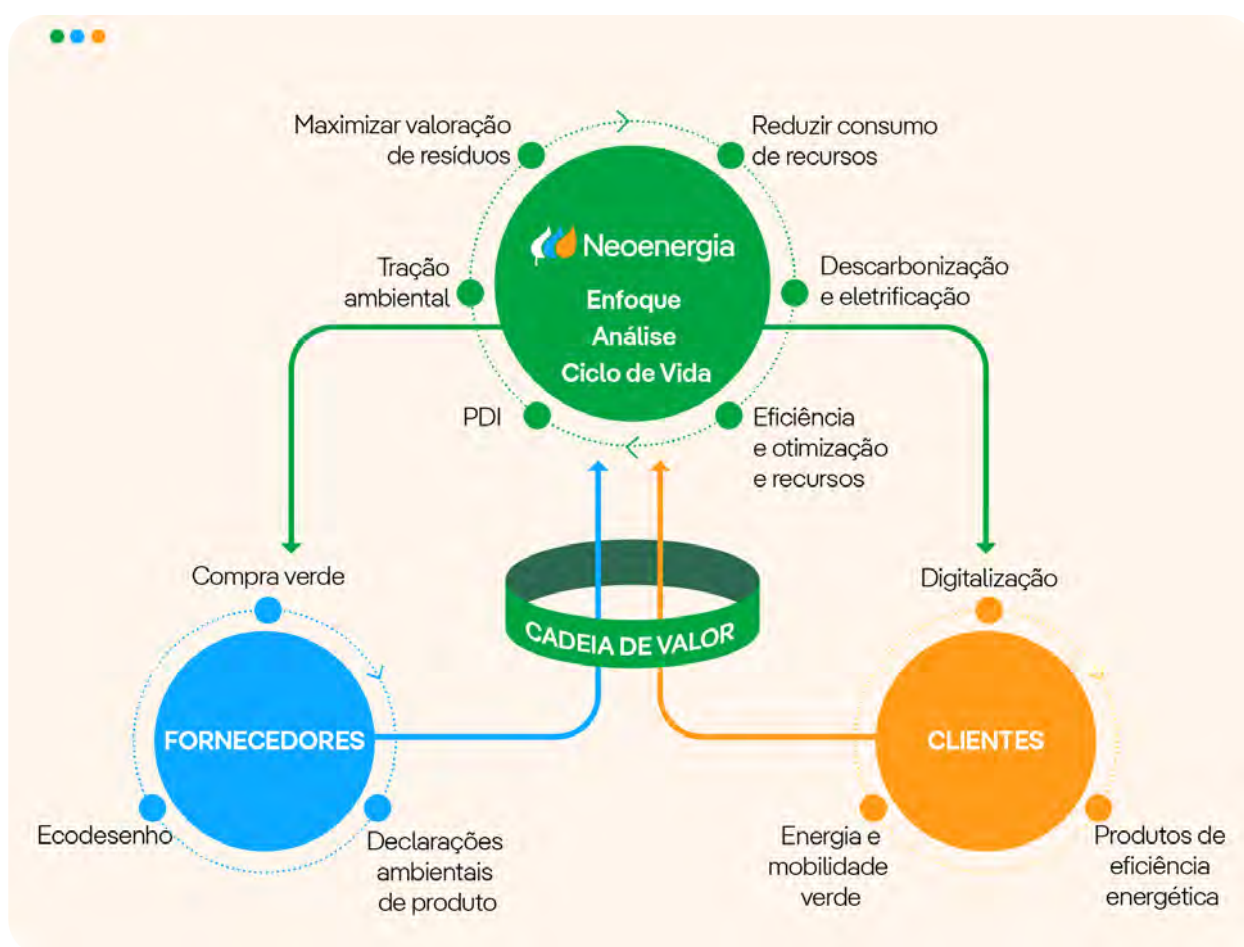 Maximizar valoração
de resíduos
Reduzir consumo
de recursos
Neoenergia
Enfoque
Análise
Ciclo de Vida
Tração
ambiental
Descarbonização
e eletrificação
PDI
Eficiência
e otimização
e recursos
CADEIA DE VALOR
Compra verde
FORNECEDORES
Ecodesenho
Declarações
ambientais
de produto
Digitalização
CLIENTES
Energia e
mobilidade
verde
Produtos de
eficiência
energética